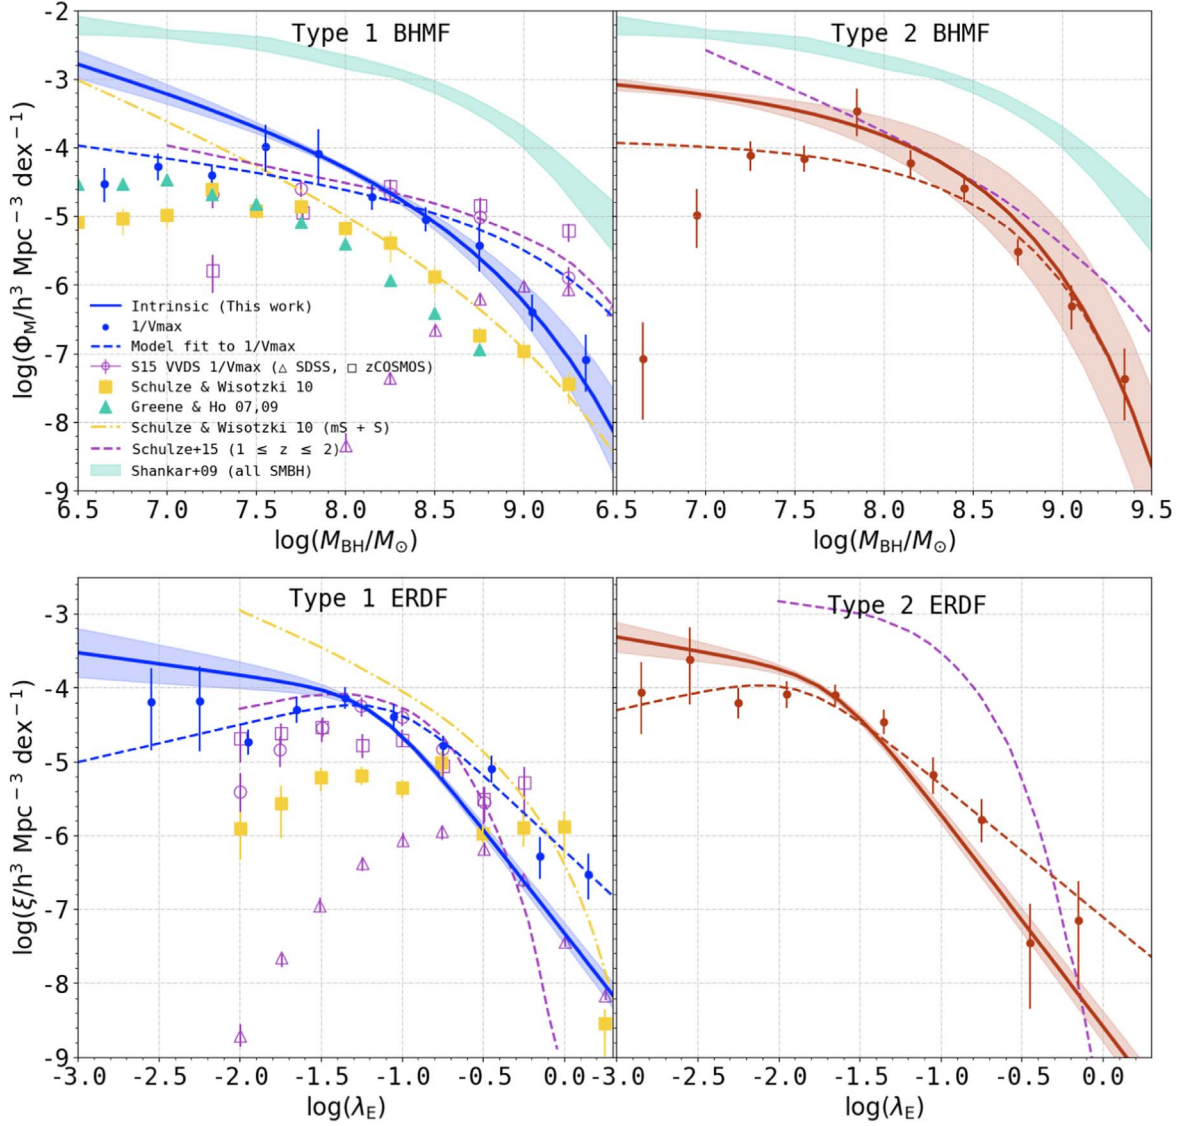 Type 1 BHMF
Type 2 BHMF
-2
-3
-4
-5
-6
-7
-8
-9
log(Φ_M/h³ Mpc⁻³ dex⁻¹)
Intrinsic (This work)
1/Vmax
Model fit to 1/Vmax
S15 VVDS 1/Vmax (△ SDSS, □ zCOSMOS)
Schulze & Wisotzki 10
Greene & Ho 07,09
Schulze & Wisotzki 10 (mS + S)
Schulze+15 (1 ≤ z ≤ 2)
Shankar+09 (all SMBH)
6.5 7.0 7.5 8.0 8.5 9.0 6.5 7.0 7.5 8.0 8.5 9.0 9.5
log(M_BH/M_⊙) log(M_BH/M_⊙)
Type 1 ERDF
Type 2 ERDF
-3
-4
-5
-6
-7
-8
-9
log(ξ/h³ Mpc⁻³ dex⁻¹)
-3.0 -2.5 -2.0 -1.5 -1.0 -0.5 0.0 -3.0 -2.5 -2.0 -1.5 -1.0 -0.5 0.0
log(λ_E) log(λ_E)